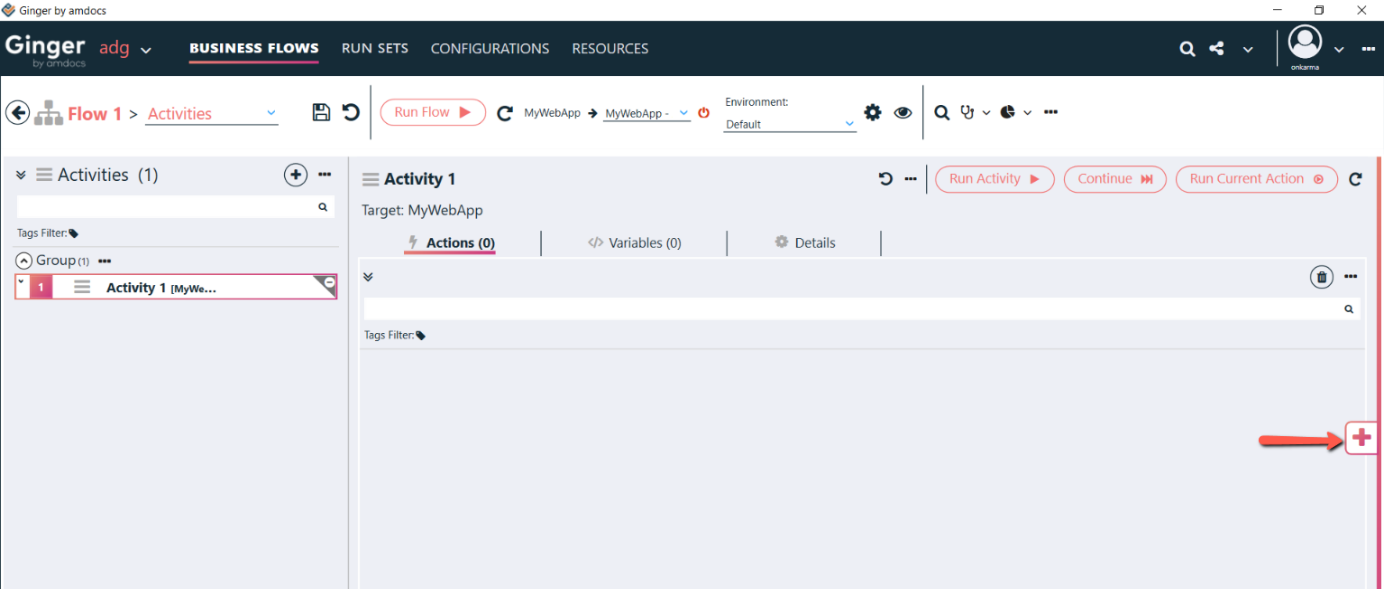 Ginger by amdocs
Ginger adg BUSINESS FLOWS RUN SETS CONFIGURATIONS RESOURCES
by amdocs
onkarma
Flow 1 > Activities Run Flow MyWebApp MyWebApp - Environment:
Default
Activities (1)
Tags Filter:
Group (1)
1 Activity 1 [MyWe...
Activity 1 Run Activity Continue Run Current Action
Target: MyWebApp
Actions (0) Variables (0) Details
Tags Filter: